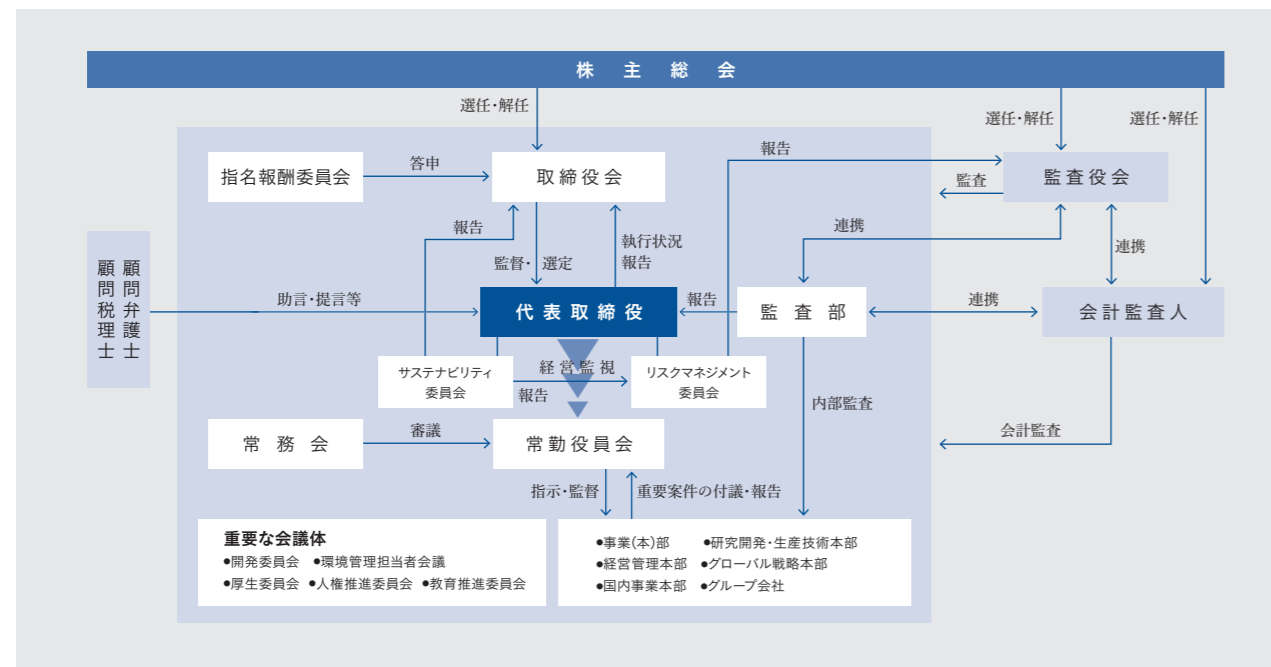 株主総会
選任・解任
選任・解任
選任・解任
指名報酬委員会
答申
取締役会
報告
監査役会
監査
報告
執行状況
報告
連携
連携
監督・ 選定
顧問弁護士
顧問税理士
助言・提言等
代表取締役
報告
監査部
連携
会計監査人
サステナビリティ
委員会
経営監視
報告
リスクマネジメント
委員会
内部監査
常務会
審議
常勤役員会
会計監査
指示・監督
重要案件の付議・報告
重要な会議体
●開発委員会 ●環境管理担当者会議
●厚生委員会 ●人権推進委員会 ●教育推進委員会
●事業(本)部 ●研究開発・生産技術本部
●経営管理本部 ●グローバル戦略本部
●国内事業本部 ●グループ会社